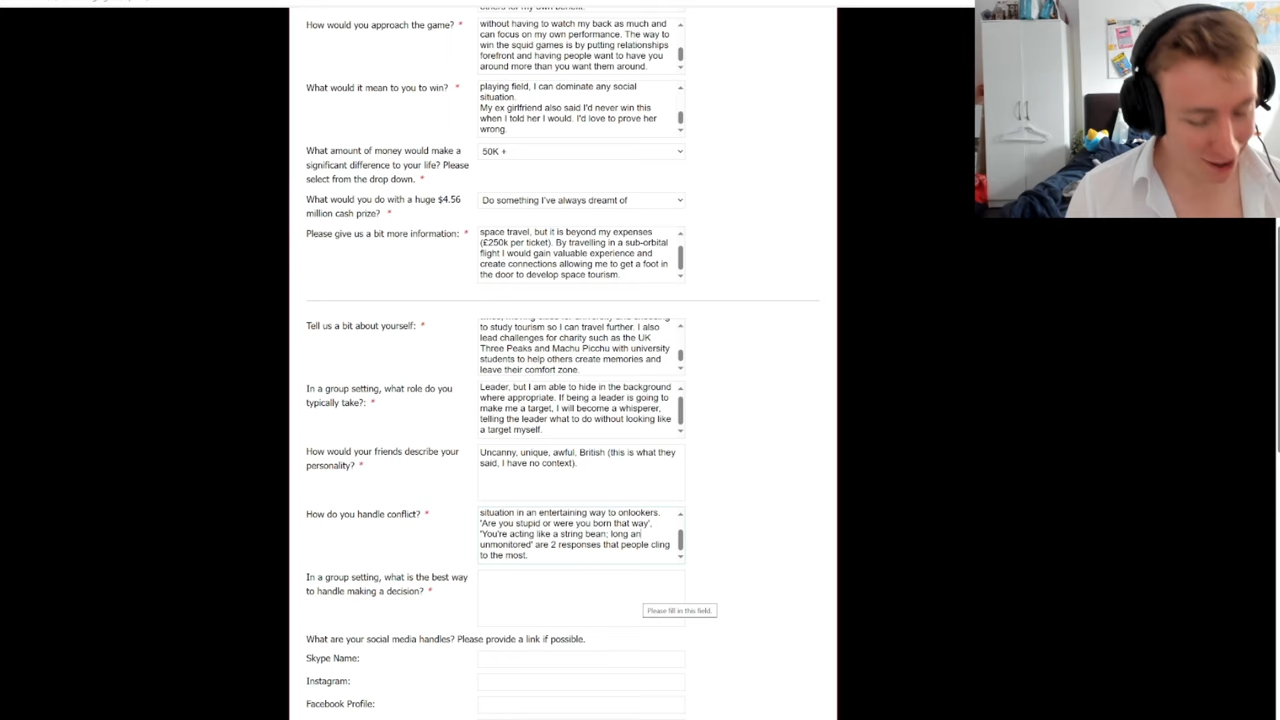 others for my own benefit.
How would you approach the game? *
without having to watch my back as much and
can focus on my own performance. The way to
win the squid games is by putting relationships
forefront and having people want to have you
around more than you want them around.
What would it mean to you to win? *
playing field, I can dominate any social
situation.
My ex girlfriend also said I'd never win this
when I told her I would. I'd love to prove her
wrong.
What amount of money would make a
significant difference to your life? Please
select from the drop down. *
50K +
What would you do with a huge $4.56
million cash prize? *
Do something I've always dreamt of
Please give us a bit more information: *
space travel, but it is beyond my expenses
(£250k per ticket). By travelling in a sub-orbital
flight I would gain valuable experience and
create connections allowing me to get a foot in
the door to develop space tourism.
Tell us a bit about yourself: *
to study tourism so I can travel further. I also
lead challenges for charity such as the UK
Three Peaks and Machu Picchu with university
students to help others create memories and
leave their comfort zone.
In a group setting, what role do you
typically take?: *
Leader, but I am able to hide in the background
where appropriate. If being a leader is going to
make me a target, I will become a whisperer,
telling the leader what to do without looking like
a target myself.
How would your friends describe your
personality? *
Uncanny, unique, awful, British (this is what they
said, I have no context).
How do you handle conflict? *
situation in an entertaining way to onlookers.
'Are you stupid or were you born that way',
'You're acting like a string bean; long an
unmonitored' are 2 responses that people cling
to the most.
In a group setting, what is the best way
to handle making a decision? *
Please fill in this field.
What are your social media handles? Please provide a link if possible.
Skype Name:
Instagram:
Facebook Profile: